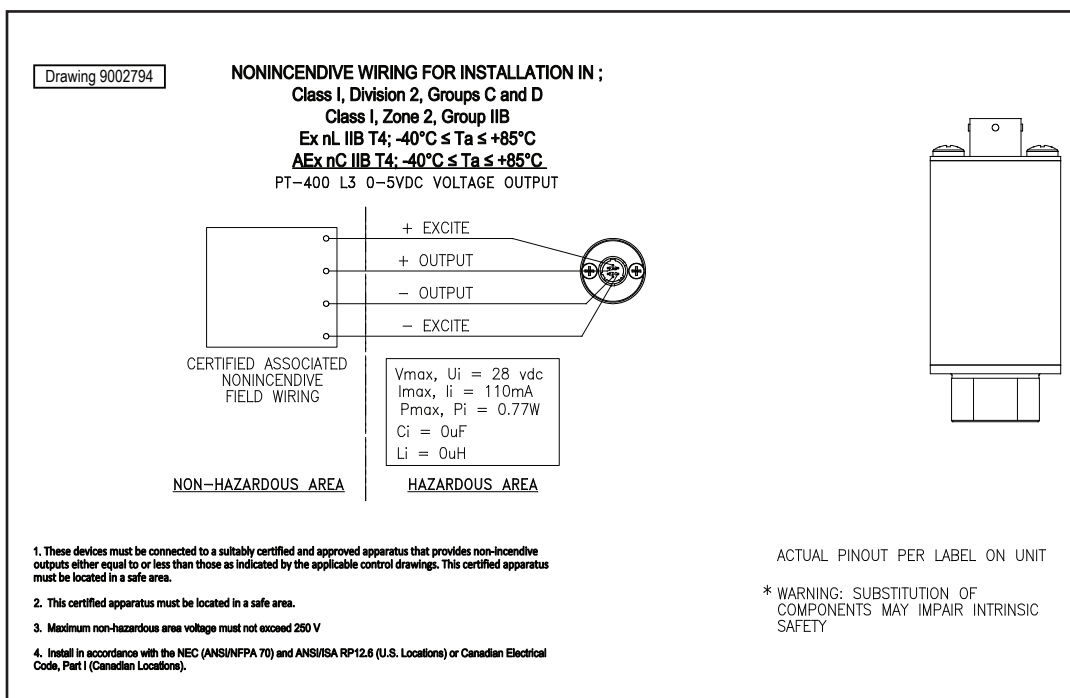 Drawing 9002794
NONINCENDIVE WIRING FOR INSTALLATION IN ;
Class I, Division 2, Groups C and D
Class I, Zone 2, Group IIB
Ex nL IIB T4; -40°C ≤ Ta ≤ +85°C
AEx nC IIB T4; -40°C ≤ Ta ≤ +85°C
PT-400 L3 0-5VDC VOLTAGE OUTPUT
+ EXCITE
+ OUTPUT
- OUTPUT
- EXCITE
CERTIFIED ASSOCIATED
NONINCENDIVE
FIELD WIRING
Vmax, Ui = 28 vdc
Imax, Ii = 110mA
Pmax, Pi = 0.77W
Ci = 0uF
Li = 0uH
NON-HAZARDOUS AREA
HAZARDOUS AREA
1. These devices must be connected to a suitably certified and approved apparatus that provides non-incendive
outputs either equal to or less than those as indicated by the applicable control drawings. This certified apparatus
must be located in a safe area.
2. This certified apparatus must be located in a safe area.
3. Maximum non-hazardous area voltage must not exceed 250 V
4. Install in accordance with the NEC (ANSI/NFPA 70) and ANSI/ISA RP12.6 (U.S. Locations) or Canadian Electrical
Code, Part I (Canadian Locations).
ACTUAL PINOUT PER LABEL ON UNIT
* WARNING: SUBSTITUTION OF
COMPONENTS MAY IMPAIR INTRINSIC
SAFETY